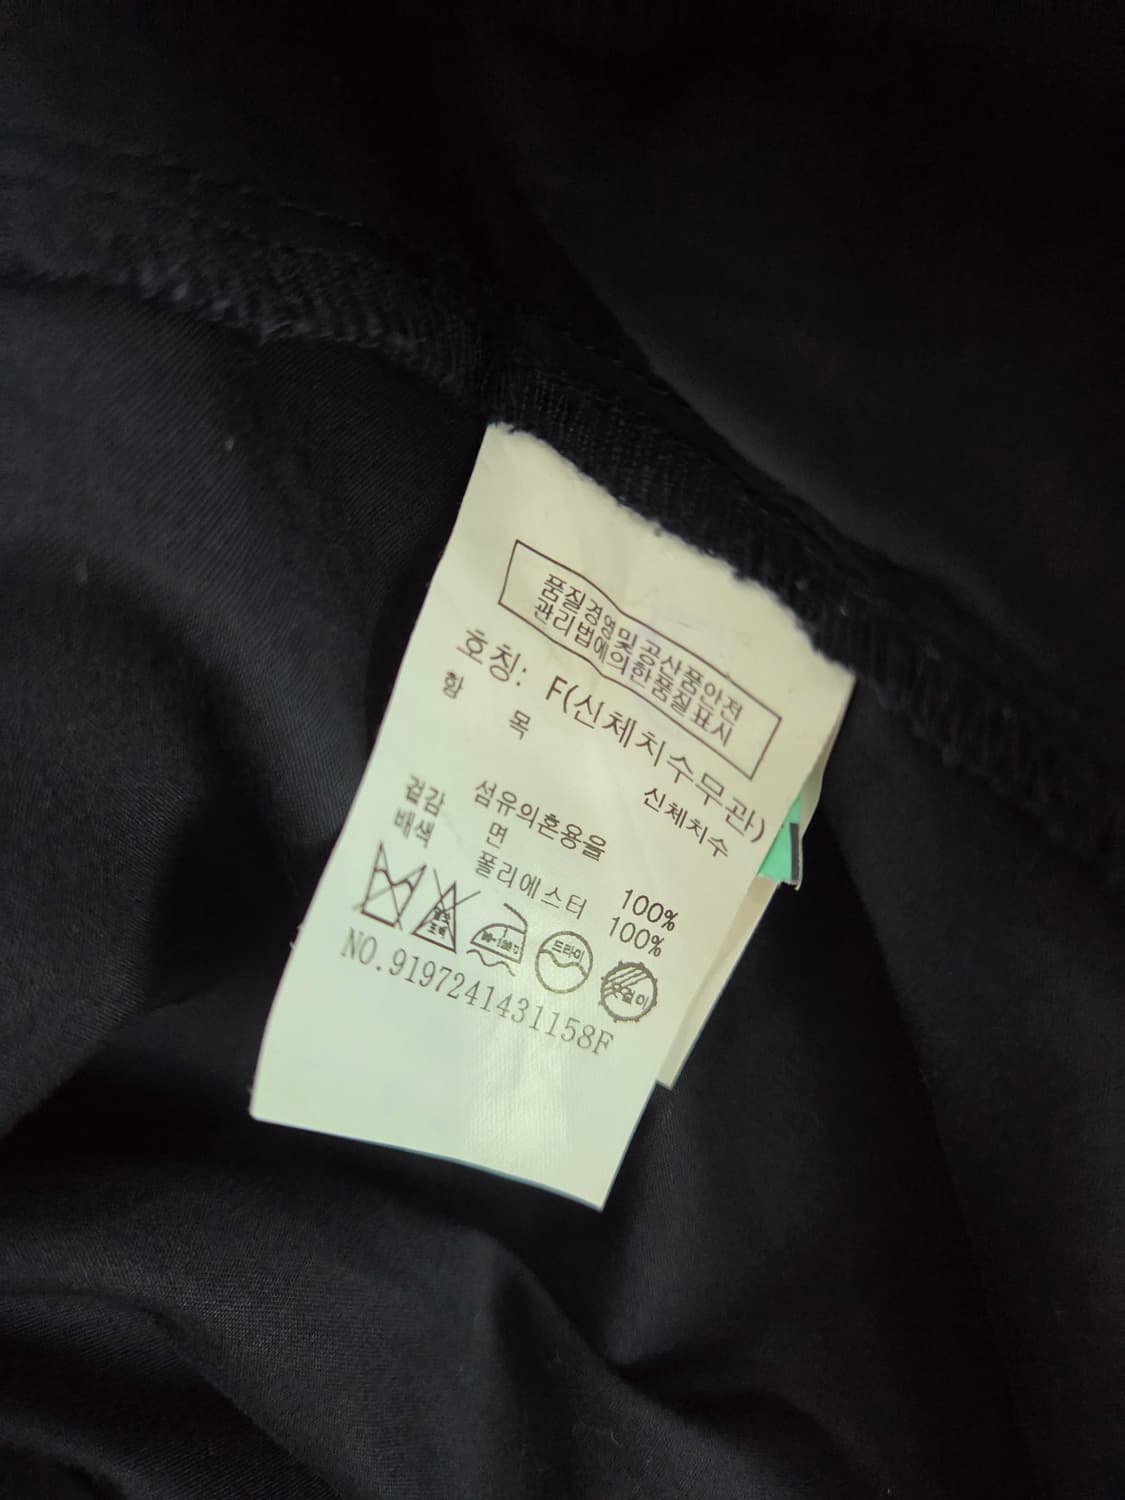 품질경영및공산품안전
관리법에의한품질표시
호칭: F(신체치수무관)
항 목 신체치수
섬유의혼용율
겉감 면 100%
배색 폴리에스터 100%
드라이
옷걸이
NO.9197241431158F